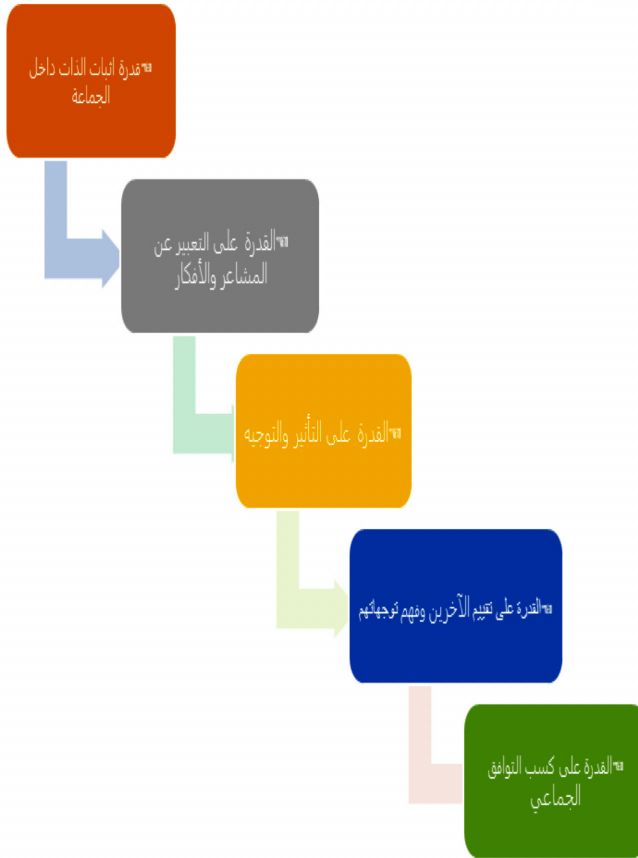 قدرة اثبات الذات داخل
الجماعة
القدرة على التعبير عن
المشاعر والأفكار
القدرة على التأثير والتوجيه
القدرة على تقييم الآخرين وفهم توجهاتهم
القدرة على كسب التوافق
الجماعي